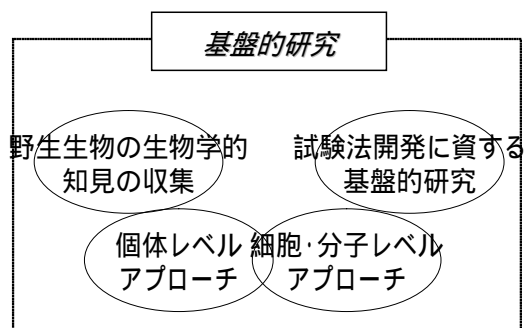 基盤的研究
野生生物の生物学的
知見の収集
試験法開発に資する
基盤的研究
個体レベル
アプローチ
細胞･分子レベル
アプローチ